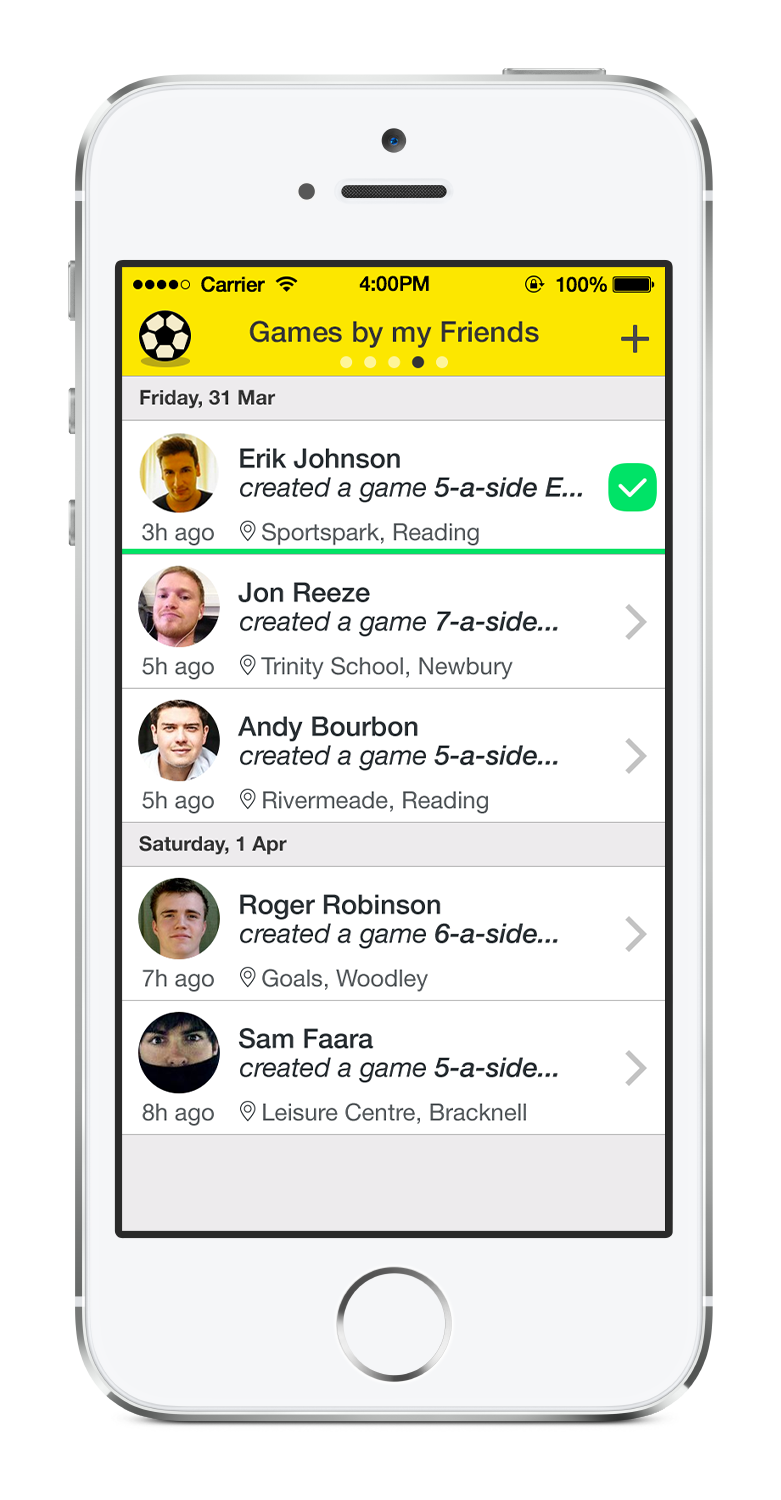 Carrier 4:00PM 100%
Games by my Friends
Friday, 31 Mar
Erik Johnson
created a game 5-a-side E...
3h ago Sportspark, Reading
Jon Reeze
created a game 7-a-side...
5h ago Trinity School, Newbury
Andy Bourbon
created a game 5-a-side...
5h ago Rivermeade, Reading
Saturday, 1 Apr
Roger Robinson
created a game 6-a-side...
7h ago Goals, Woodley
Sam Faara
created a game 5-a-side...
8h ago Leisure Centre, Bracknell